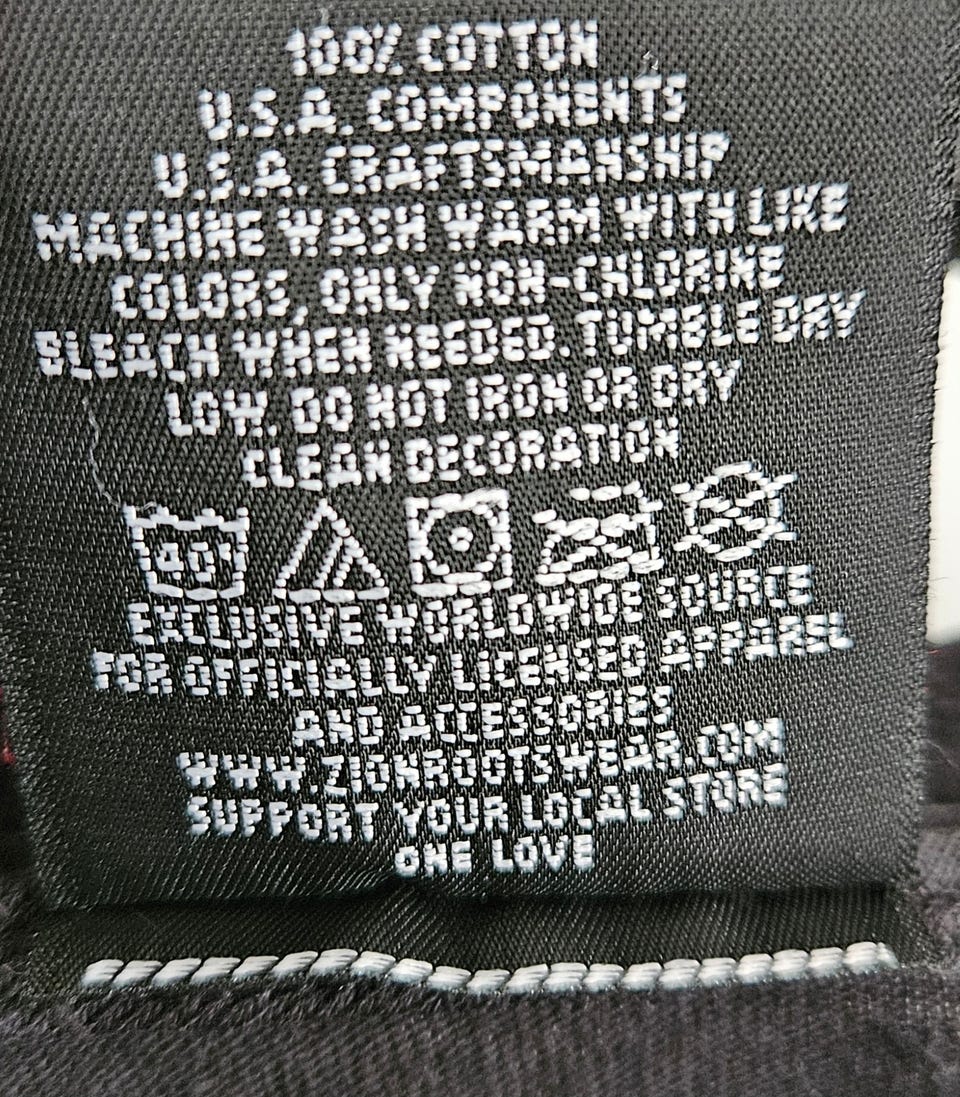 100% COTTON
U.S.A. COMPONENTS
U.S.A. CRAFTSMANSHIP
MACHINE WASH WARM WITH LIKE
COLORS, ONLY NON-CHLORINE
BLEACH WHEN NEEDED. TUMBLE DRY
LOW. DO NOT IRON OR DRY
CLEAN DECORATION
40°
EXCLUSIVE WORLDWIDE SOURCE
FOR OFFICIALLY LICENSED APPAREL
AND ACCESSORIES
WWW.ZIONROOTSWEAR.COM
SUPPORT YOUR LOCAL STORE
ONE LOVE